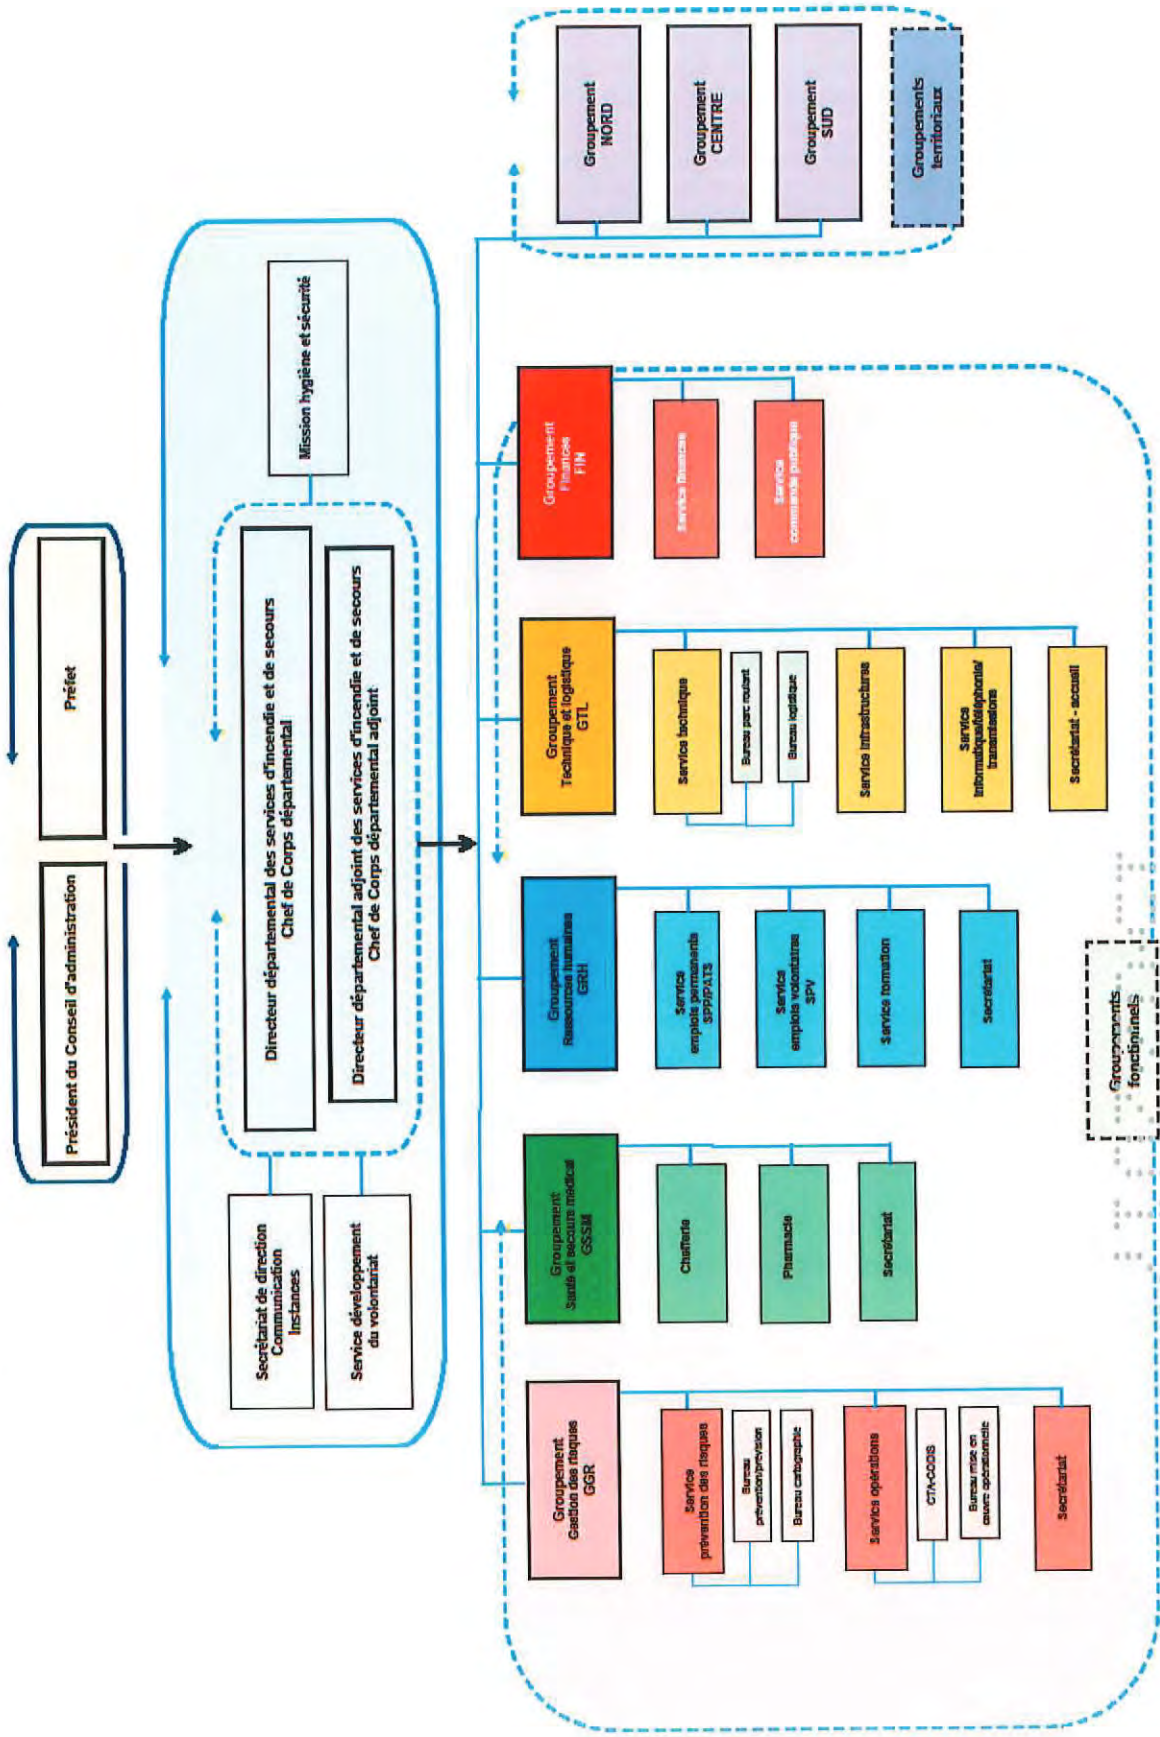 Président du Conseil d'administration
Préfet
Secrétariat de direction
Communication
Instances
Service développement
du volontariat
Directeur départemental des services d'incendie et de secours
Chef de Corps départemental
Directeur départemental adjoint des services d'incendie et de secours
Chef de Corps départemental adjoint
Mission hygiène et sécurité
Groupement
Gestion des risques
GGR
Service
prévention des risques
Bureau
prévention/prévision
Bureau cartographie
Service opérations
CTA-CODIS
Bureau mise en
œuvre opérationnelle
Secrétariat
Groupement
Santé et secours médical
GSSM
Chefferie
Pharmacie
Secrétariat
Groupement
Ressources humaines
GRH
Service
emplois permanents
SPP/PATS
Service
emplois volontaires
SPV
Service formation
Secrétariat
Groupement
Technique et logistique
GTL
Service technique
Bureau parc roulant
Bureau logistique
Service infrastructures
Service
informatique/téléphonie/
transmissions
Secrétariat - accueil
Groupement
Finances
FIN
Service finances
Service
commande publique
Groupements
fonctionnels
Groupement
NORD
Groupement
CENTRE
Groupement
SUD
Groupements
territoriaux